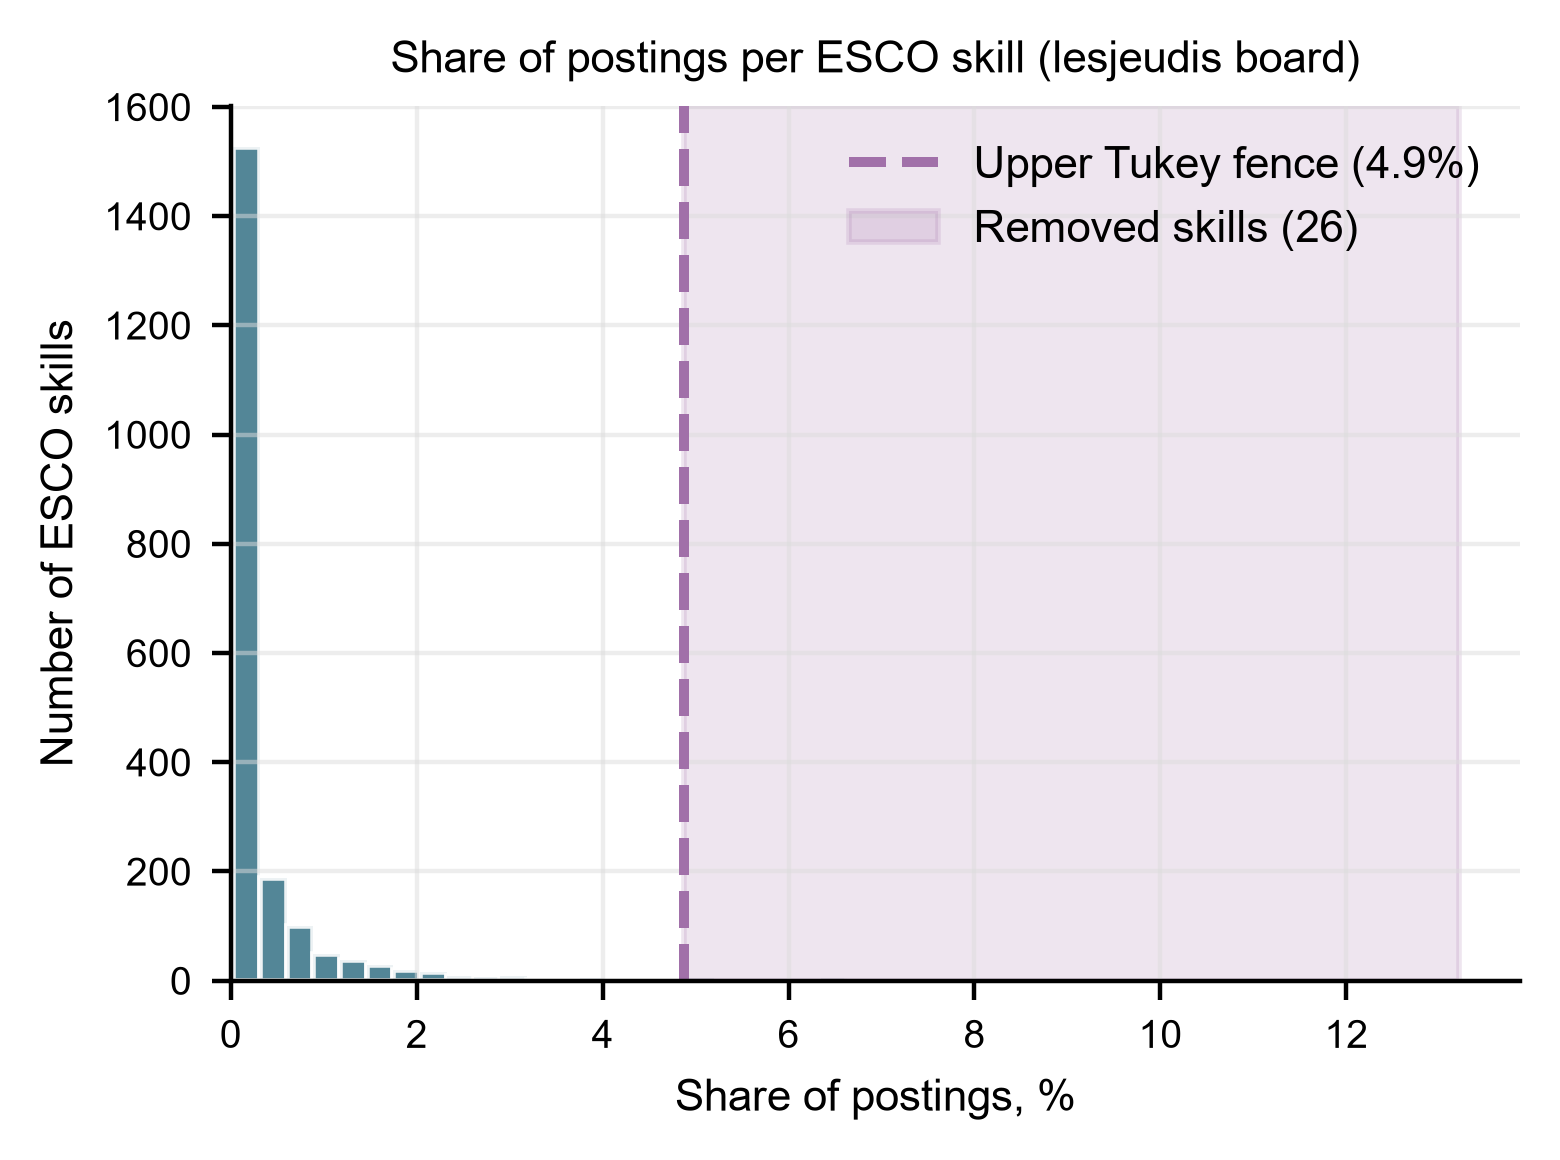 Share of postings per ESCO skill (lesjeudis board)
1600
1400
1200
1000
800
600
400
200
0
Number of ESCO skills
Upper Tukey fence (4.9%)
Removed skills (26)
0 2 4 6 8 10 12
Share of postings, %